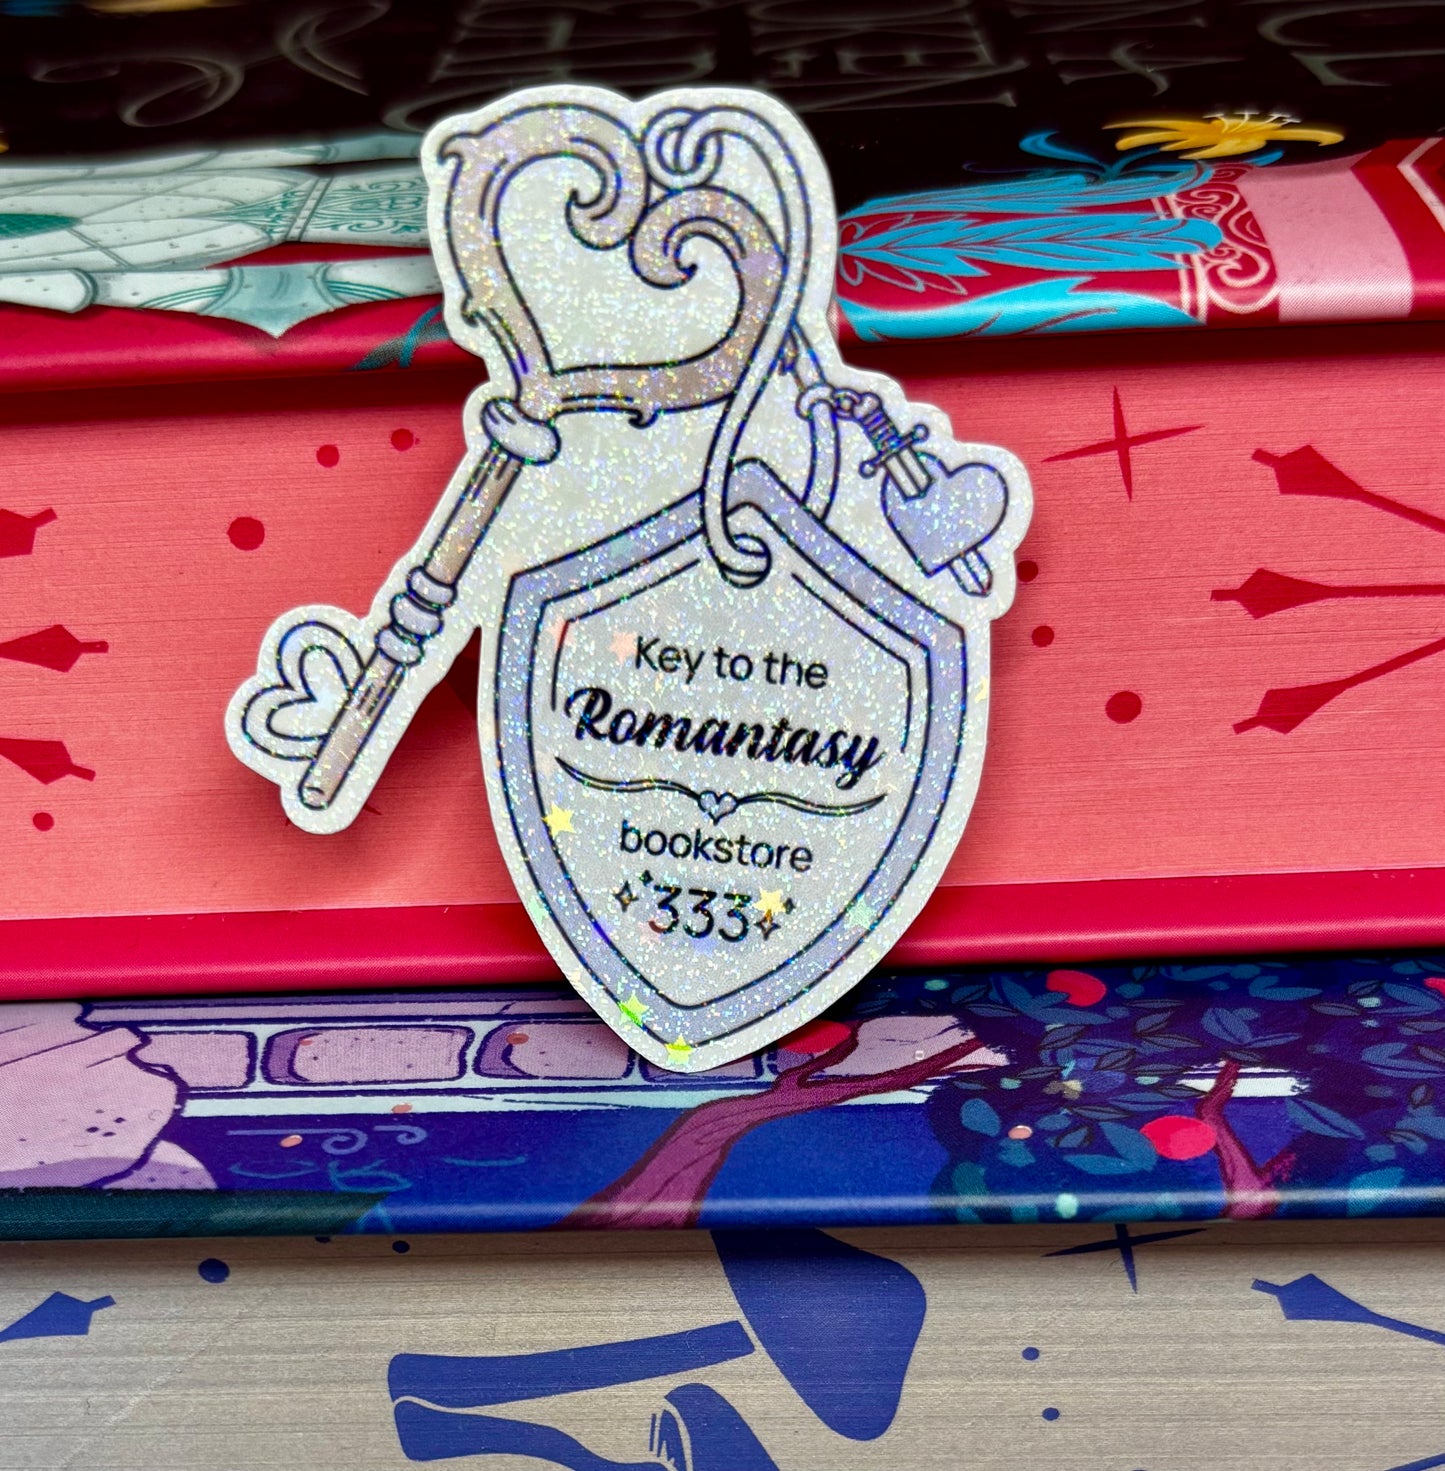 Key to the
Romantasy
bookstore
333